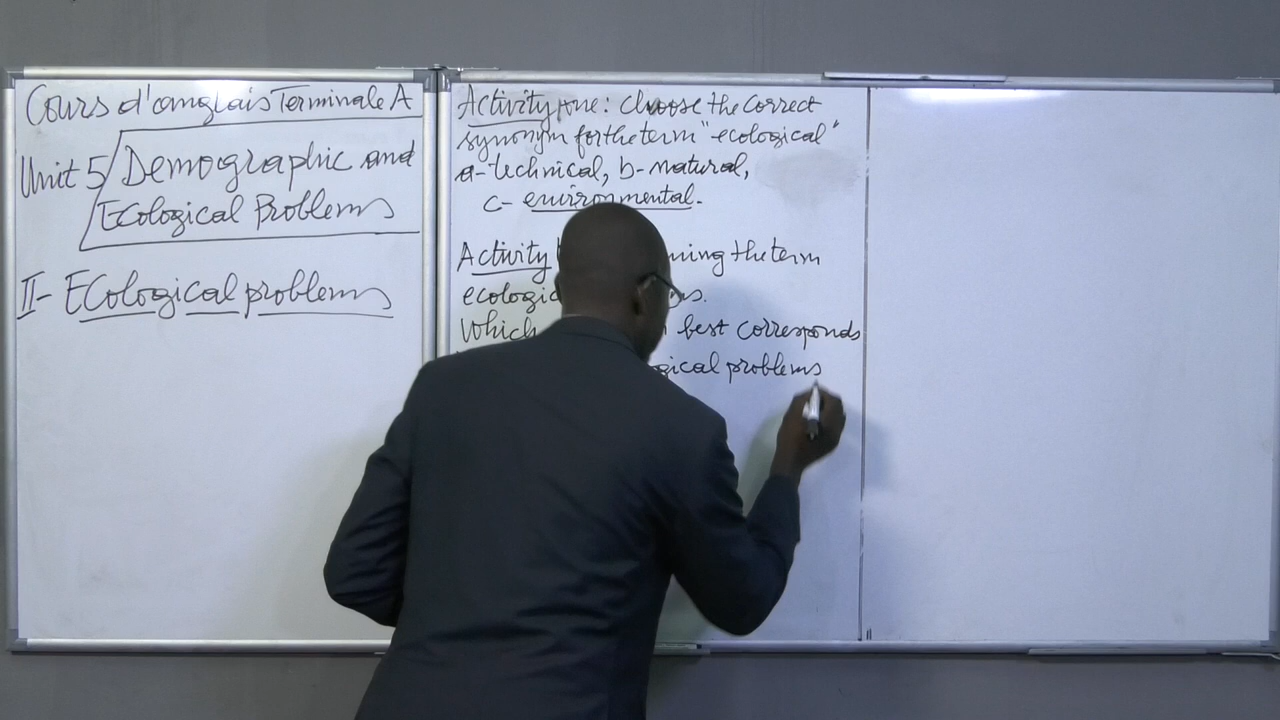 Cours d'anglais Terminale A
Unit 5 Demographic and
Ecological Problems
II- Ecological problems
Activity one: Choose the correct
synonym for the term "ecological"
a- technical, b- natural,
c- environmental.
Activity the term
Which best corresponds
problems